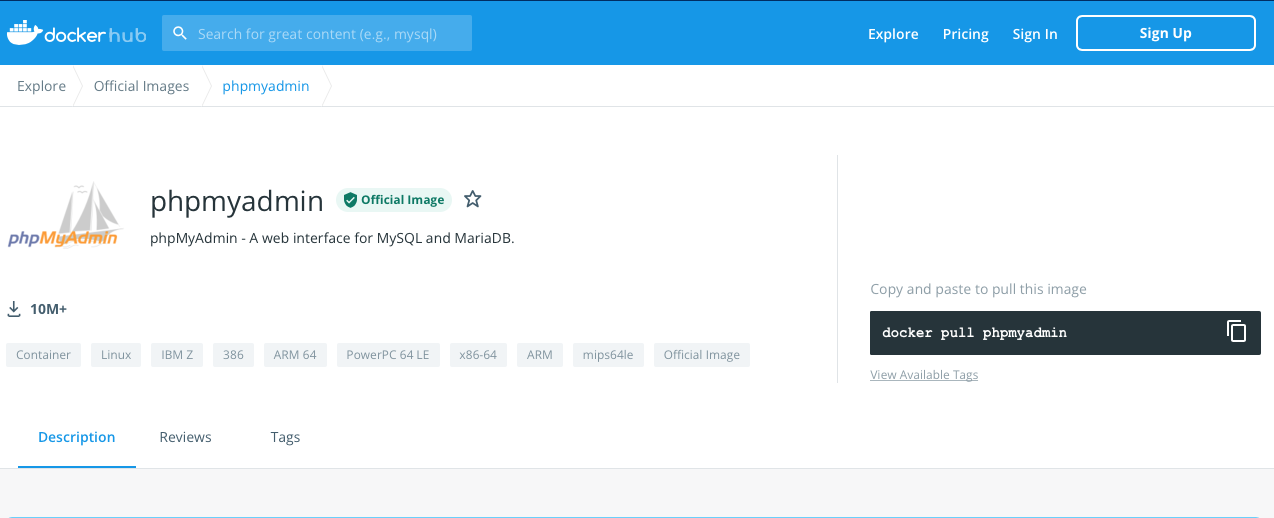 docker hub
Search for great content (e.g., mysql)
Explore
Pricing
Sign In
Sign Up
Explore
Official Images
phpmyadmin
phpMyAdmin
phpmyadmin
Official Image
phpMyAdmin - A web interface for MySQL and MariaDB.
10M+
Container
Linux
IBM Z
386
ARM 64
PowerPC 64 LE
x86-64
ARM
mips64le
Official Image
Copy and paste to pull this image
docker pull phpmyadmin
View Available Tags
Description
Reviews
Tags